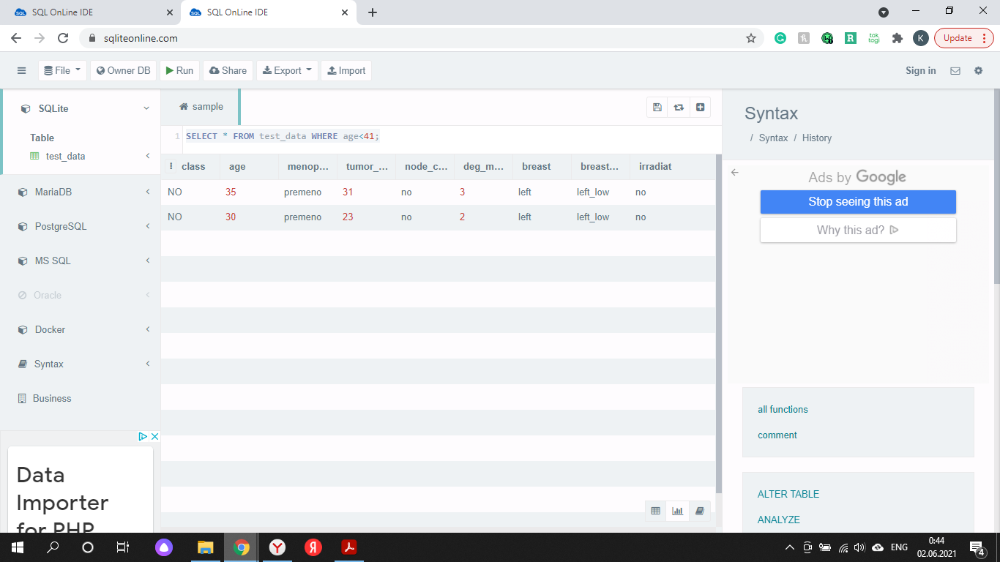 SQL OnLine IDE
SQL OnLine IDE
sqliteonline.com
R
tok
togi
K
Update
File
Owner DB
Run
Share
Export
Import
Sign in
SQLite
Table
test_data
MariaDB
PostgreSQL
MS SQL
Oracle
Docker
Syntax
Business
Data
Importer
for PHP
sample
1 SELECT * FROM test_data WHERE age<41;
class age menop... tumor_... node_c... deg_m... breast breast... irradiat
NO 35 premeno 31 no 3 left left_low no
NO 30 premeno 23 no 2 left left_low no
Syntax
/ Syntax / History
Ads by Google
Stop seeing this ad
Why this ad?
all functions
comment
ALTER TABLE
ANALYZE
Я
ENG
0:44
02.06.2021
4